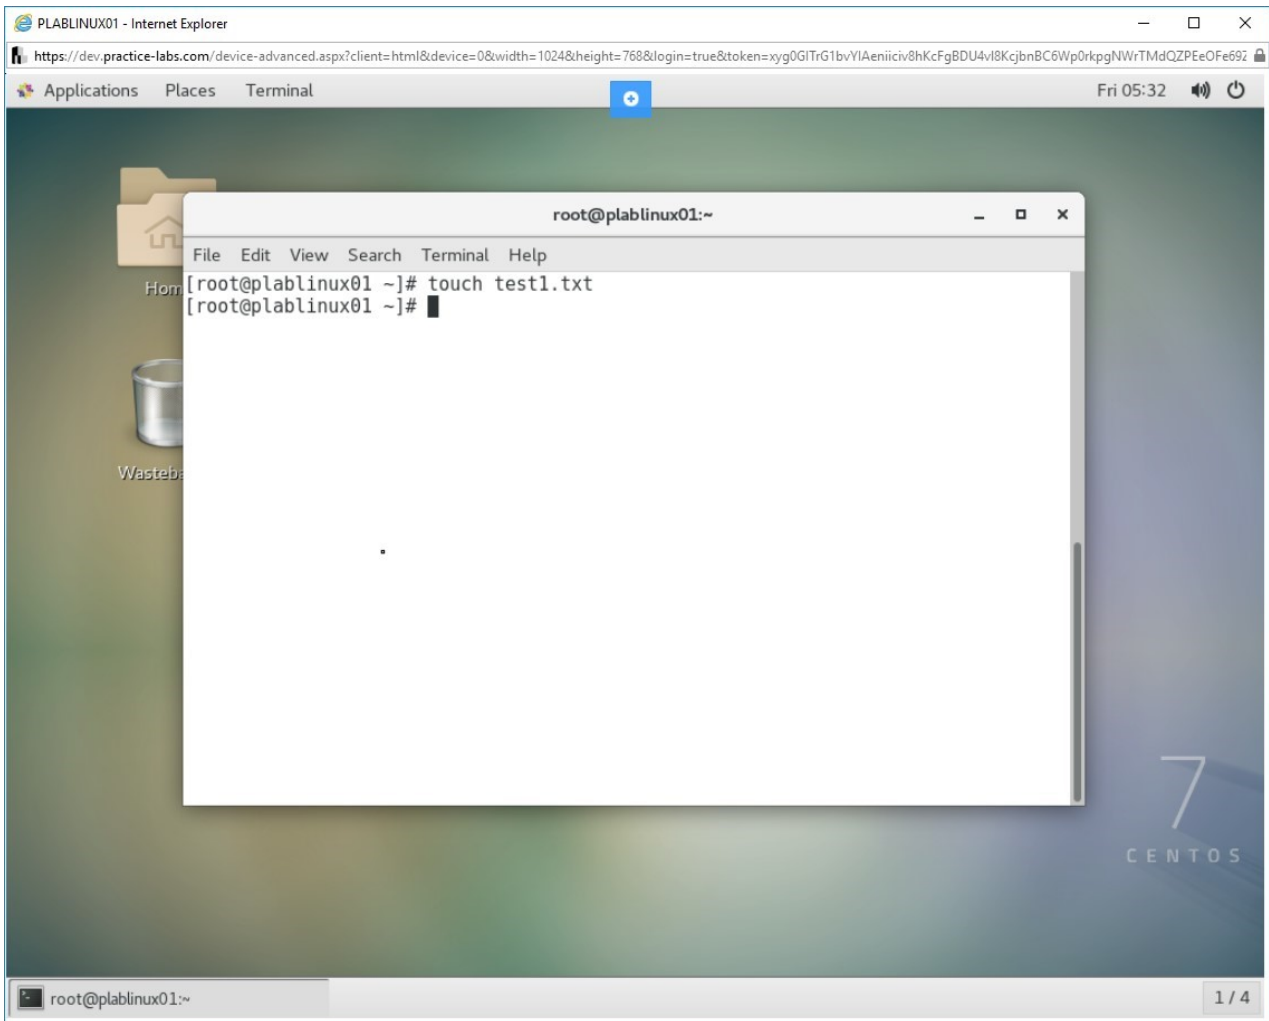 PLABLINUX01 - Internet Explorer
https://dev.practice-labs.com/device-advanced.aspx?client=html&device=0&width=1024&height=768&login=true&token=
Applications Places Terminal Fri 05:32
root@plablinux01:~
File Edit View Search Terminal Help
[root@plablinux01 ~]# touch test1.txt
[root@plablinux01 ~]#
Hom
Wasteba
7
CENTOS
root@plablinux01:~ 1 / 4